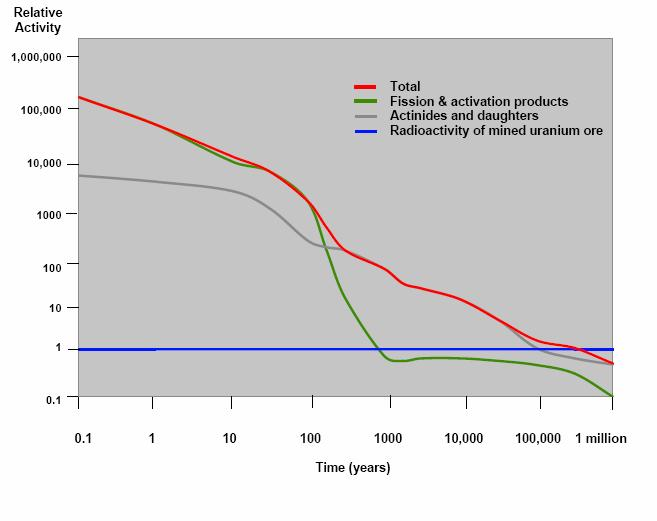 Relative
Activity
1,000,000
100,000
10,000
1000
100
10
1
0.1
Total
Fission & activation products
Actinides and daughters
Radioactivity of mined uranium ore
0.1 1 10 100 1000 10,000 100,000 1 million
Time (years)